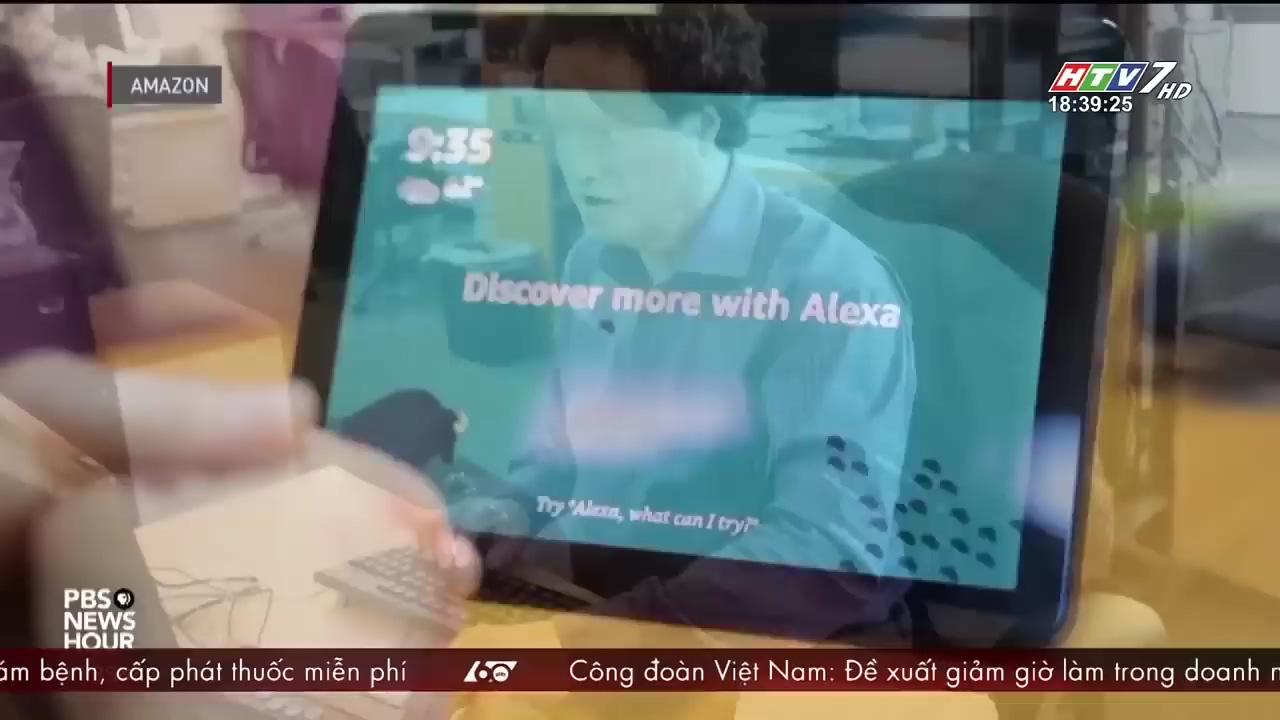 AMAZON
HTV7 HD
18:39:25
9:35
Discover more with Alexa
Try "Alexa, what can I try?"
PBS
NEWS
HOUR
ám bệnh, cấp phát thuốc miễn phí
60 giây
Công đoàn Việt Nam: Đề xuất giảm giờ làm trong doanh n